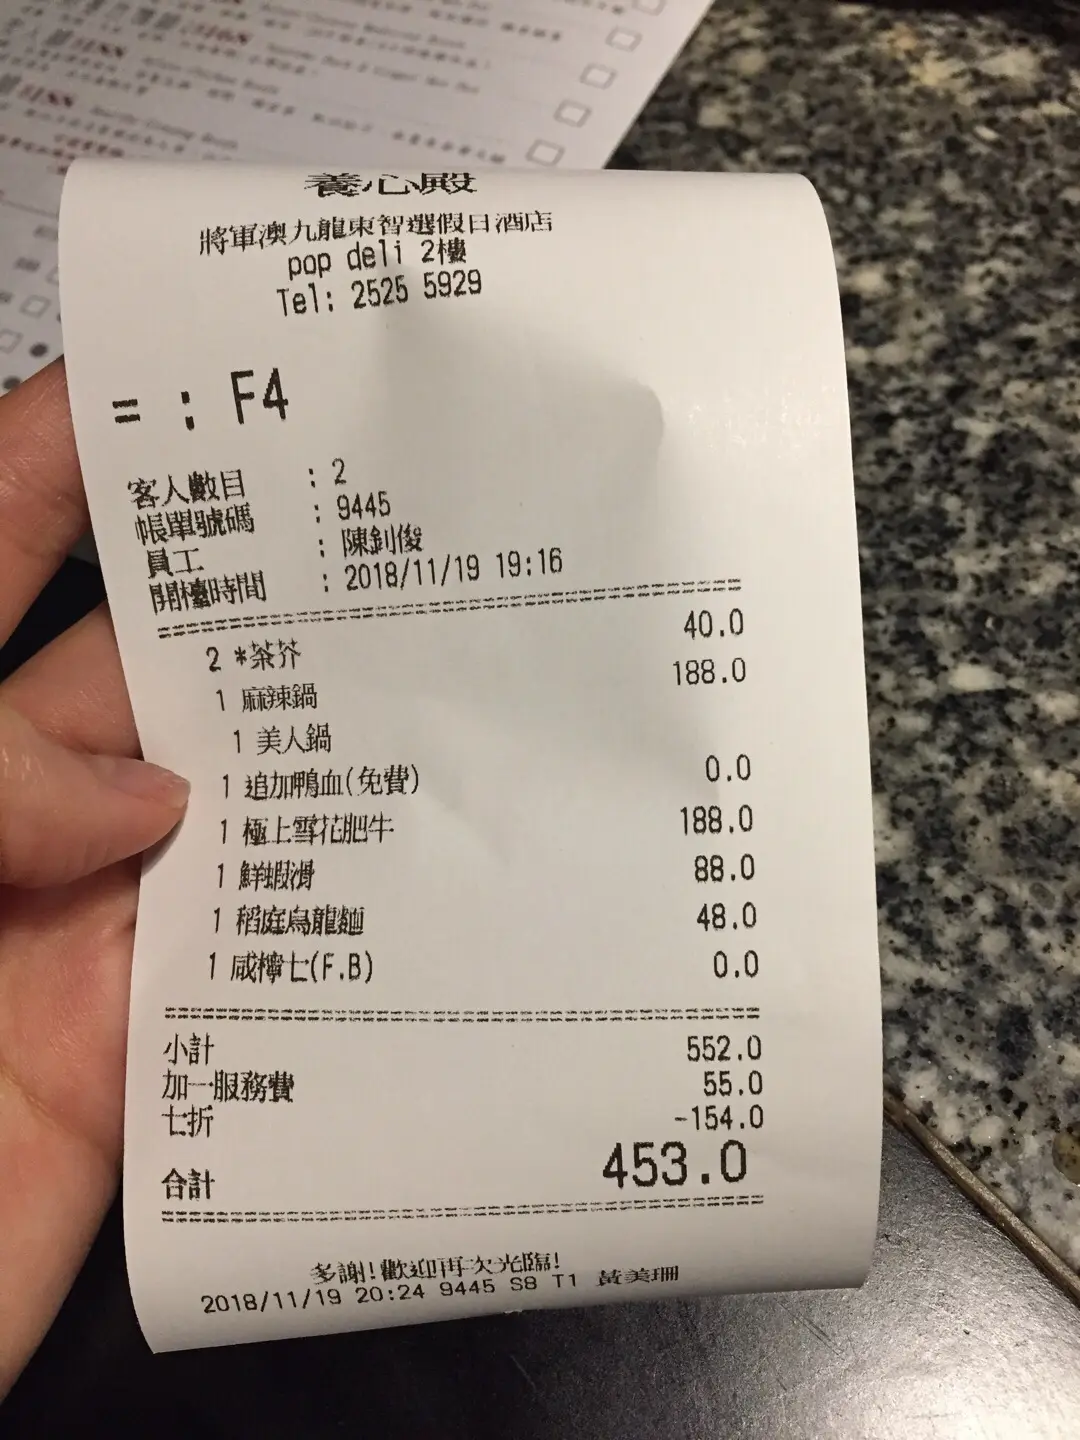 養心殿
將軍澳九龍東智選假日酒店
pop deli 2樓
Tel: 2525 5929
= : F4
客人數目 : 2
帳單號碼 : 9445
員工 : 陳釗俊
開檯時間 : 2018/11/19 19:16
2 *茶芥 40.0
1 麻辣鍋 188.0
1 美人鍋
1 追加鴨血(免費) 0.0
1 極上雪花肥牛 188.0
1 鮮蝦滑 88.0
1 稻庭烏龍麵 48.0
1 咸檸七(F.B) 0.0
小計 552.0
加一服務費 55.0
七折 -154.0
合計 453.0
多謝!歡迎再次光臨!
2018/11/19 20:24 9445 S8 T1 黃美珊